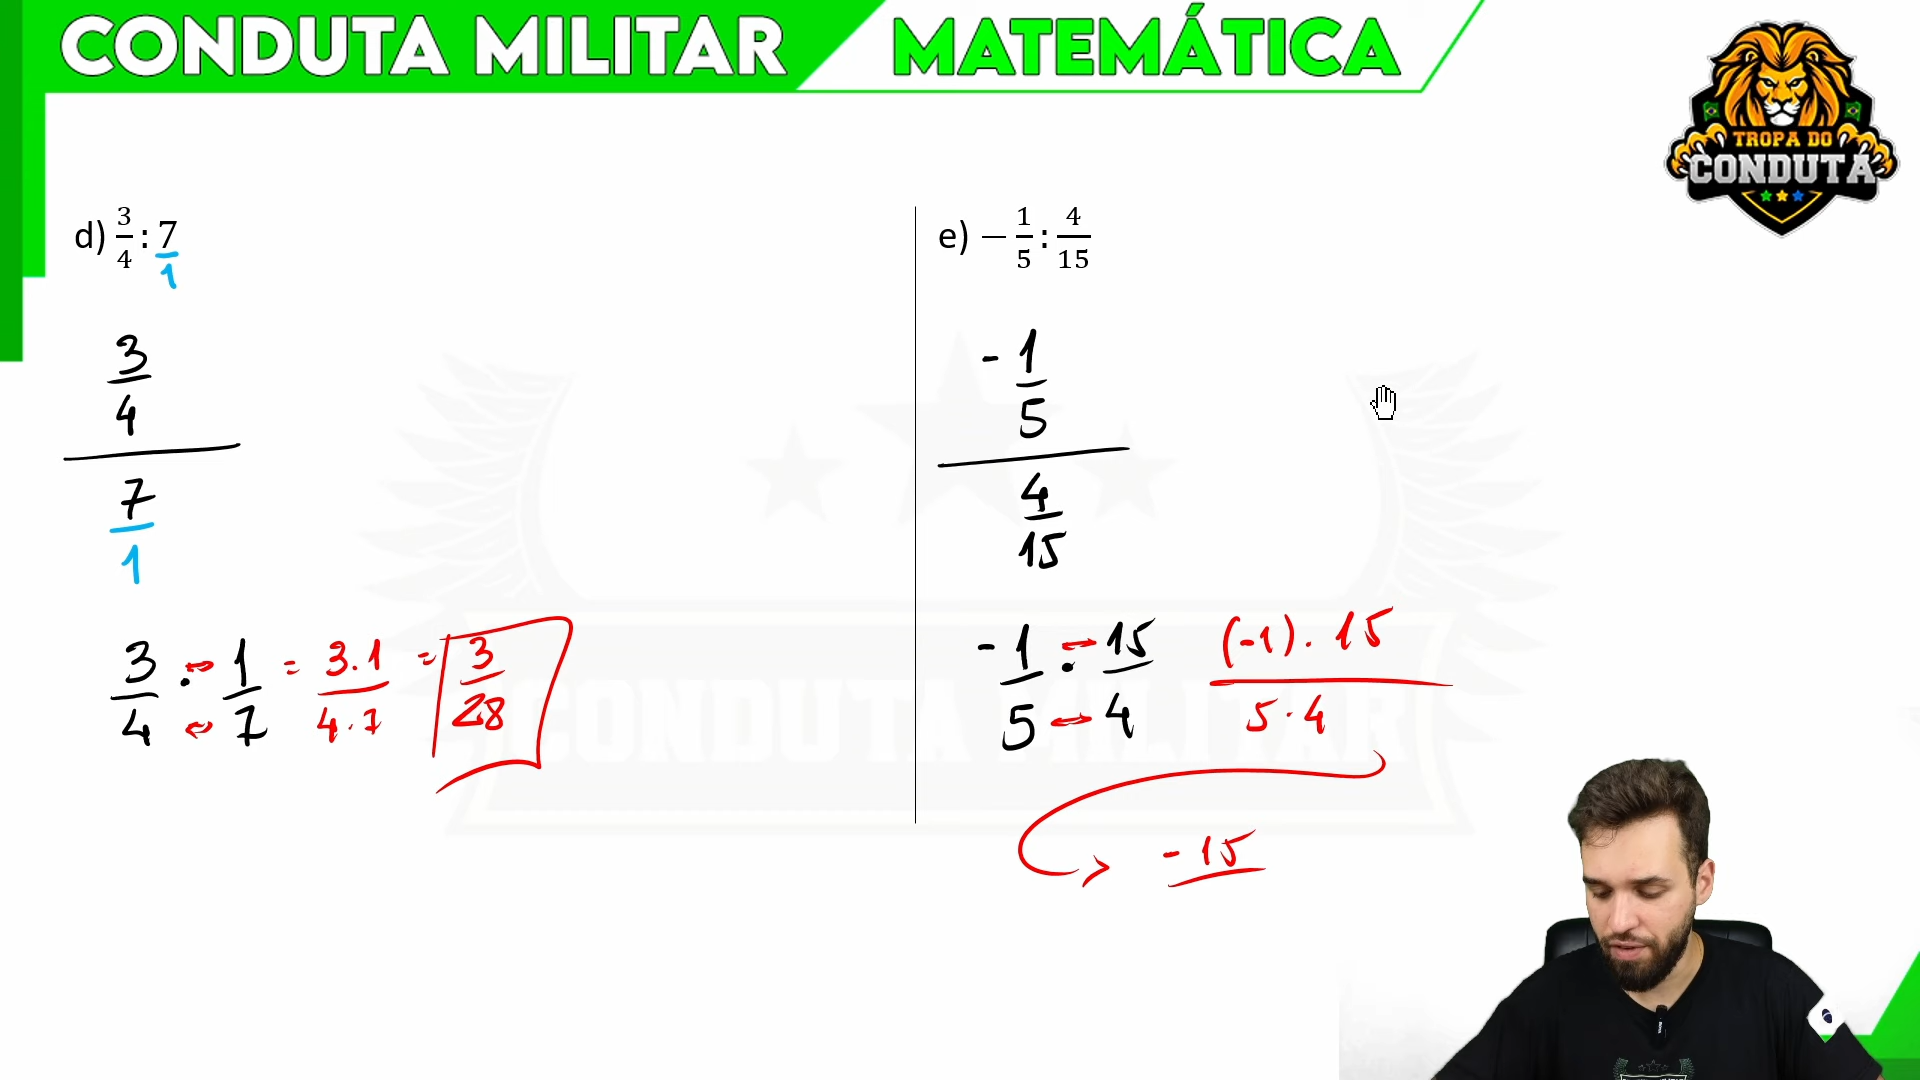 CONDUTA MILITAR MATEMÁTICA
TROPA DO
CONDUTA
d) 3/4 : 7/1
3/4
7/1
3/4 · 1/7 = 3.1/4.7 = 3/28
e) − 1/5 : 4/15
- 1/5
4/15
- 1/5 · 15/4 (-1) . 15 / 5 . 4
- 15
CONDUTA MILITAR